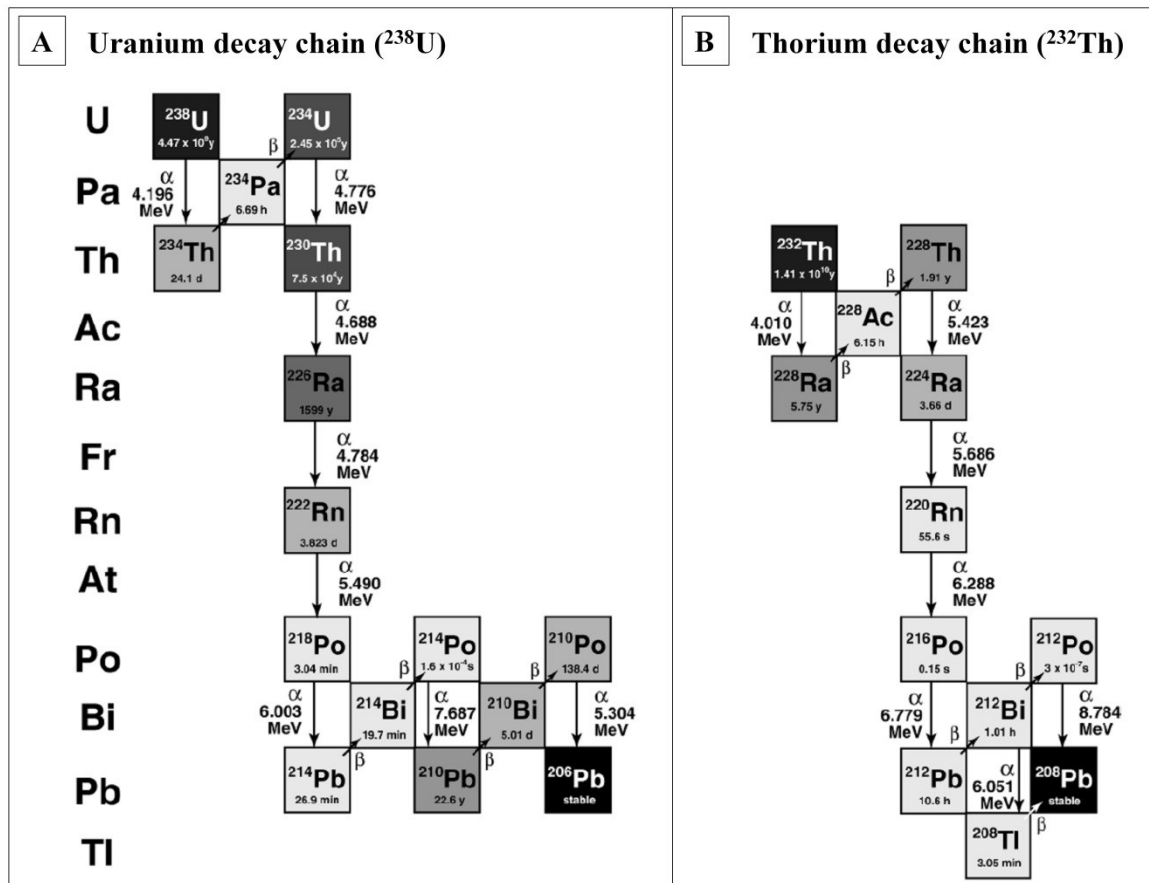 A Uranium decay chain (²³⁸U)
U
Pa
Th
Ac
Ra
Fr
Rn
At
Po
Bi
Pb
Tl
²³⁸U
4.47 x 10⁹y
²³⁴U
2.45 x 10⁵y
β
α
4.196
MeV
²³⁴Pa
6.69 h
α
4.776
MeV
²³⁴Th
24.1 d
²³⁰Th
7.5 x 10⁴y
α
4.688
MeV
²²⁶Ra
1599 y
α
4.784
MeV
²²²Rn
3.823 d
α
5.490
MeV
²¹⁸Po
3.04 min
²¹⁴Po
1.6 x 10⁻⁴s
²¹⁰Po
138.4 d
β
β
α
6.003
MeV
²¹⁴Bi
19.7 min
α
7.687
MeV
²¹⁰Bi
5.01 d
α
5.304
MeV
β
β
²¹⁴Pb
26.9 min
²¹⁰Pb
22.6 y
²⁰⁶Pb
stable
B Thorium decay chain (²³²Th)
²³²Th
1.41 x 10¹⁰y
²²⁸Th
1.91 y
β
α
4.010
MeV
²²⁸Ac
6.15 h
α
5.423
MeV
β
²²⁸Ra
5.75 y
²²⁴Ra
3.66 d
α
5.686
MeV
²²⁰Rn
55.6 s
α
6.288
MeV
²¹⁶Po
0.15 s
²¹²Po
3 x 10⁻⁷s
β
α
6.779
MeV
²¹²Bi
1.01 h
α
8.784
MeV
β
²¹²Pb
10.6 h
α
6.051
MeV
²⁰⁸Pb
stable
β
²⁰⁸Tl
3.05 min